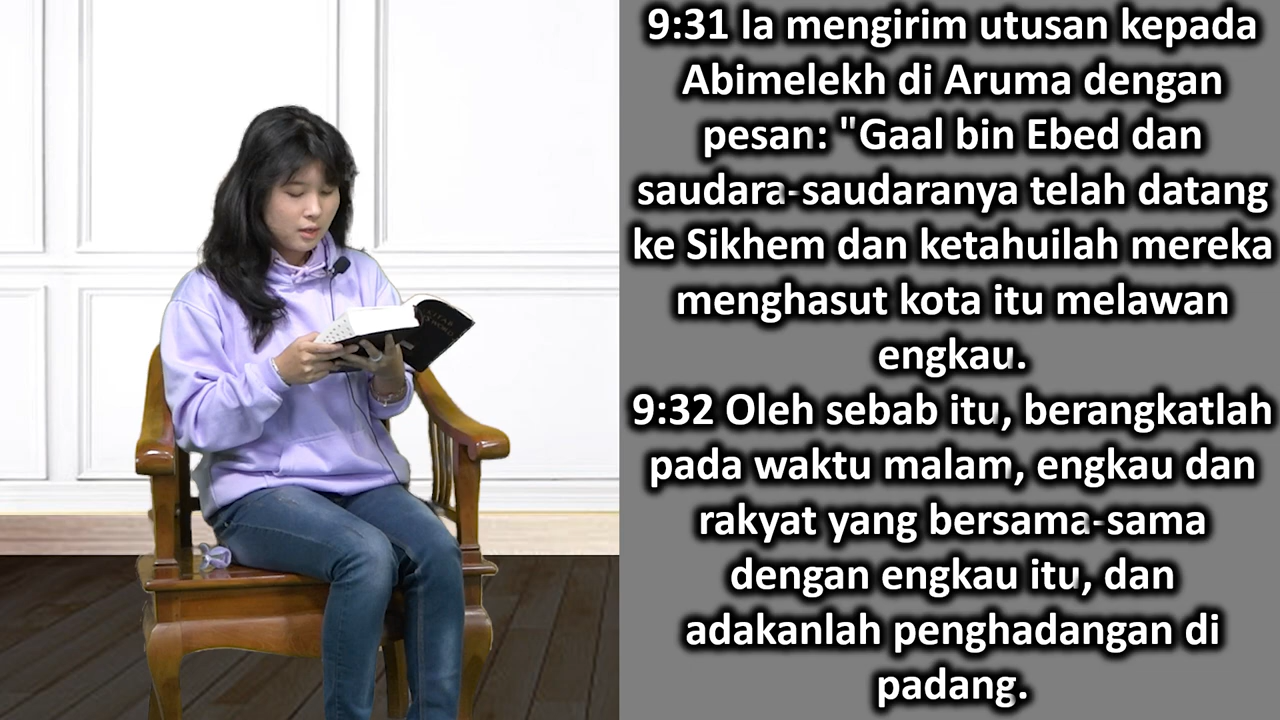 9:31 Ia mengirim utusan kepada
Abimelekh di Aruma dengan
pesan: "Gaal bin Ebed dan
saudara-saudaranya telah datang
ke Sikhem dan ketahuilah mereka
menghasut kota itu melawan
engkau.
9:32 Oleh sebab itu, berangkatlah
pada waktu malam, engkau dan
rakyat yang bersama-sama
dengan engkau itu, dan
adakanlah penghadangan di
padang.